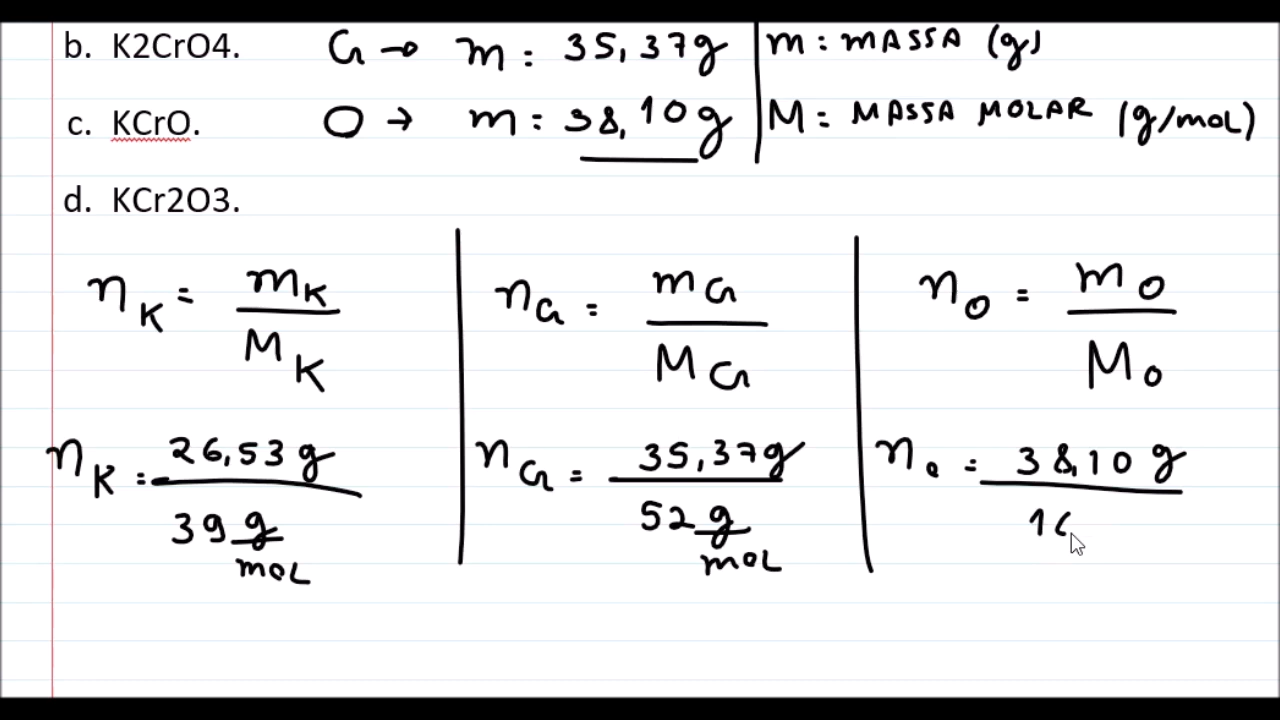 b. K2CrO4. Cr → m: 35,37g m: MASSA (g)
c. KCrO. O → m: 38,10g M: MASSA MOLAR (g/mOL)
d. KCr2O3.
nK = mK / MK nCr = mCr / MCr nO = mO / MO
nK = 26,53g / 39 g/mOL nCr = 35,37g / 52 g/mOL nO = 38,10 g / 16